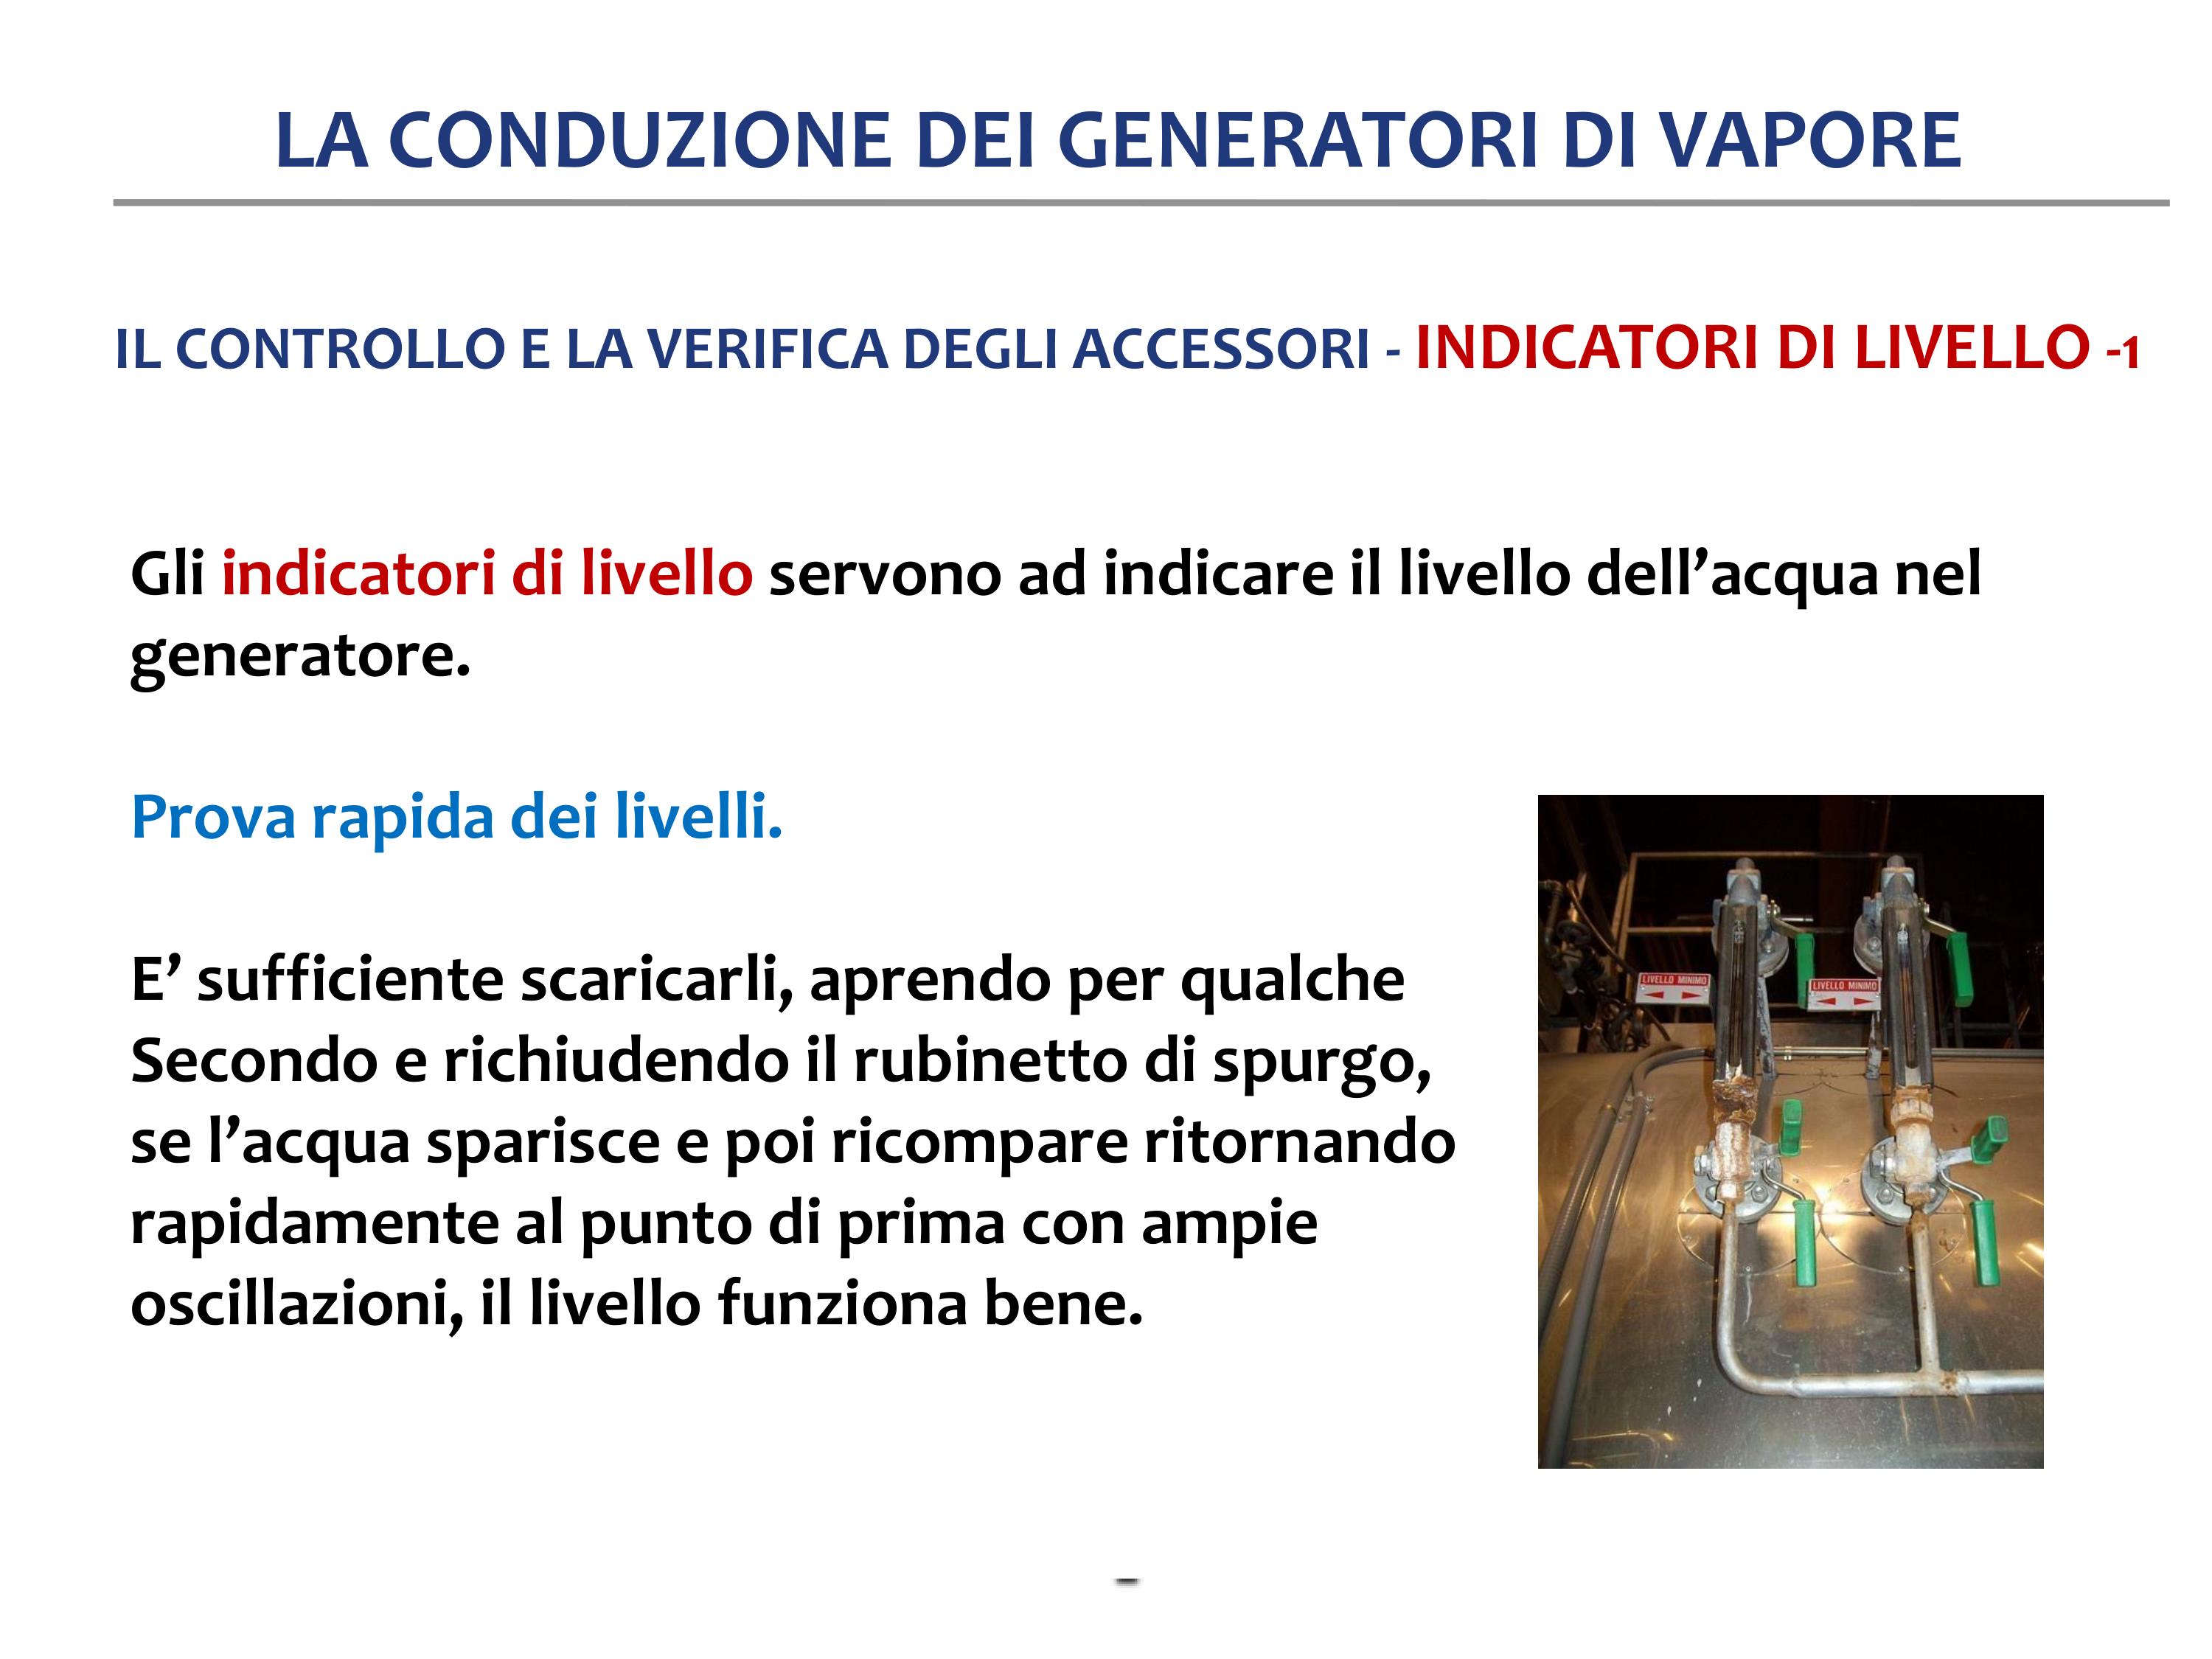 LA CONDUZIONE DEI GENERATORI DI VAPORE
IL CONTROLLO E LA VERIFICA DEGLI ACCESSORI - INDICATORI DI LIVELLO -1
Gli indicatori di livello servono ad indicare il livello dell’acqua nel
generatore.
Prova rapida dei livelli.
E’ sufficiente scaricarli, aprendo per qualche
Secondo e richiudendo il rubinetto di spurgo,
se l’acqua sparisce e poi ricompare ritornando
rapidamente al punto di prima con ampie
oscillazioni, il livello funziona bene.
LIVELLO MINIMO
LIVELLO MINIMO